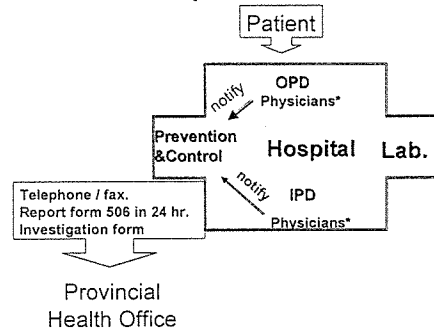 Patient
OPD
notify
Physicians*
Prevention
&Control
Hospital
Lab.
notify
IPD
Physicians*
Telephone / fax.
Report form 506 in 24 hr.
Investigation form
Provincial
Health Office